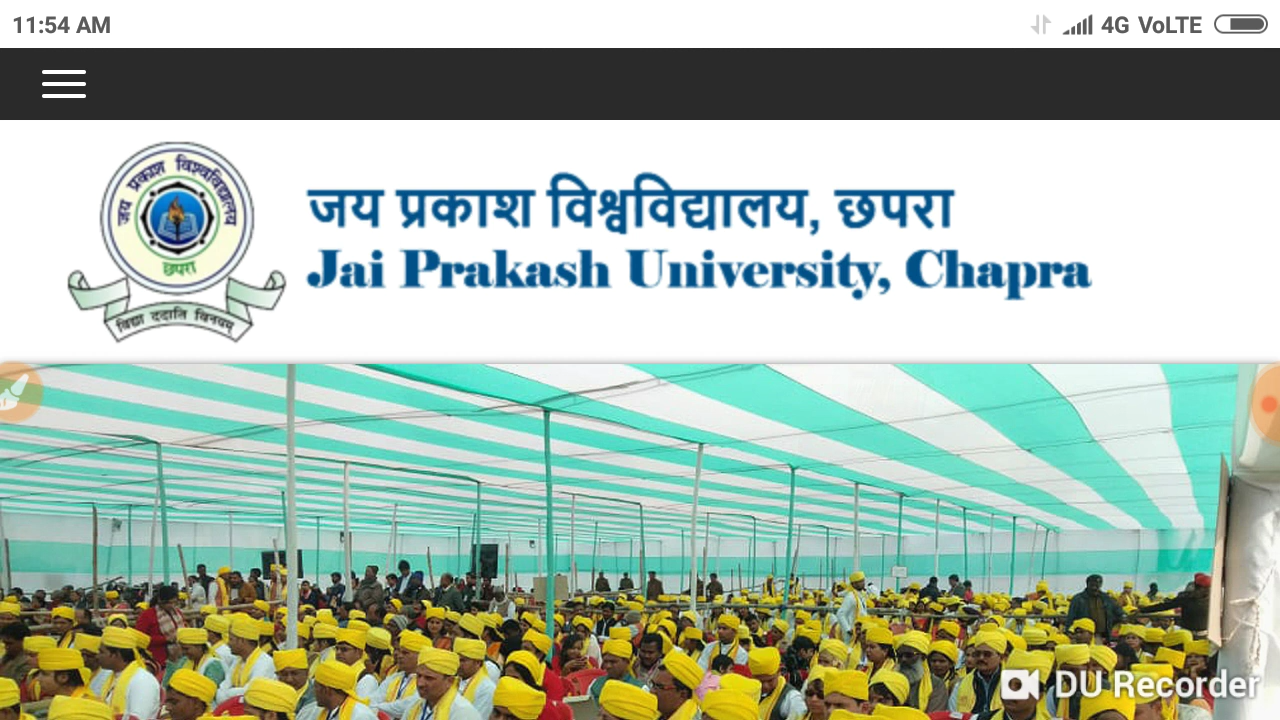 11:54 AM
4G VoLTE
जय प्रकाश विश्वविद्यालय
छपरा
विद्या ददाति विनयम्
जय प्रकाश विश्वविद्यालय, छपरा
Jai Prakash University, Chapra
DU Recorder